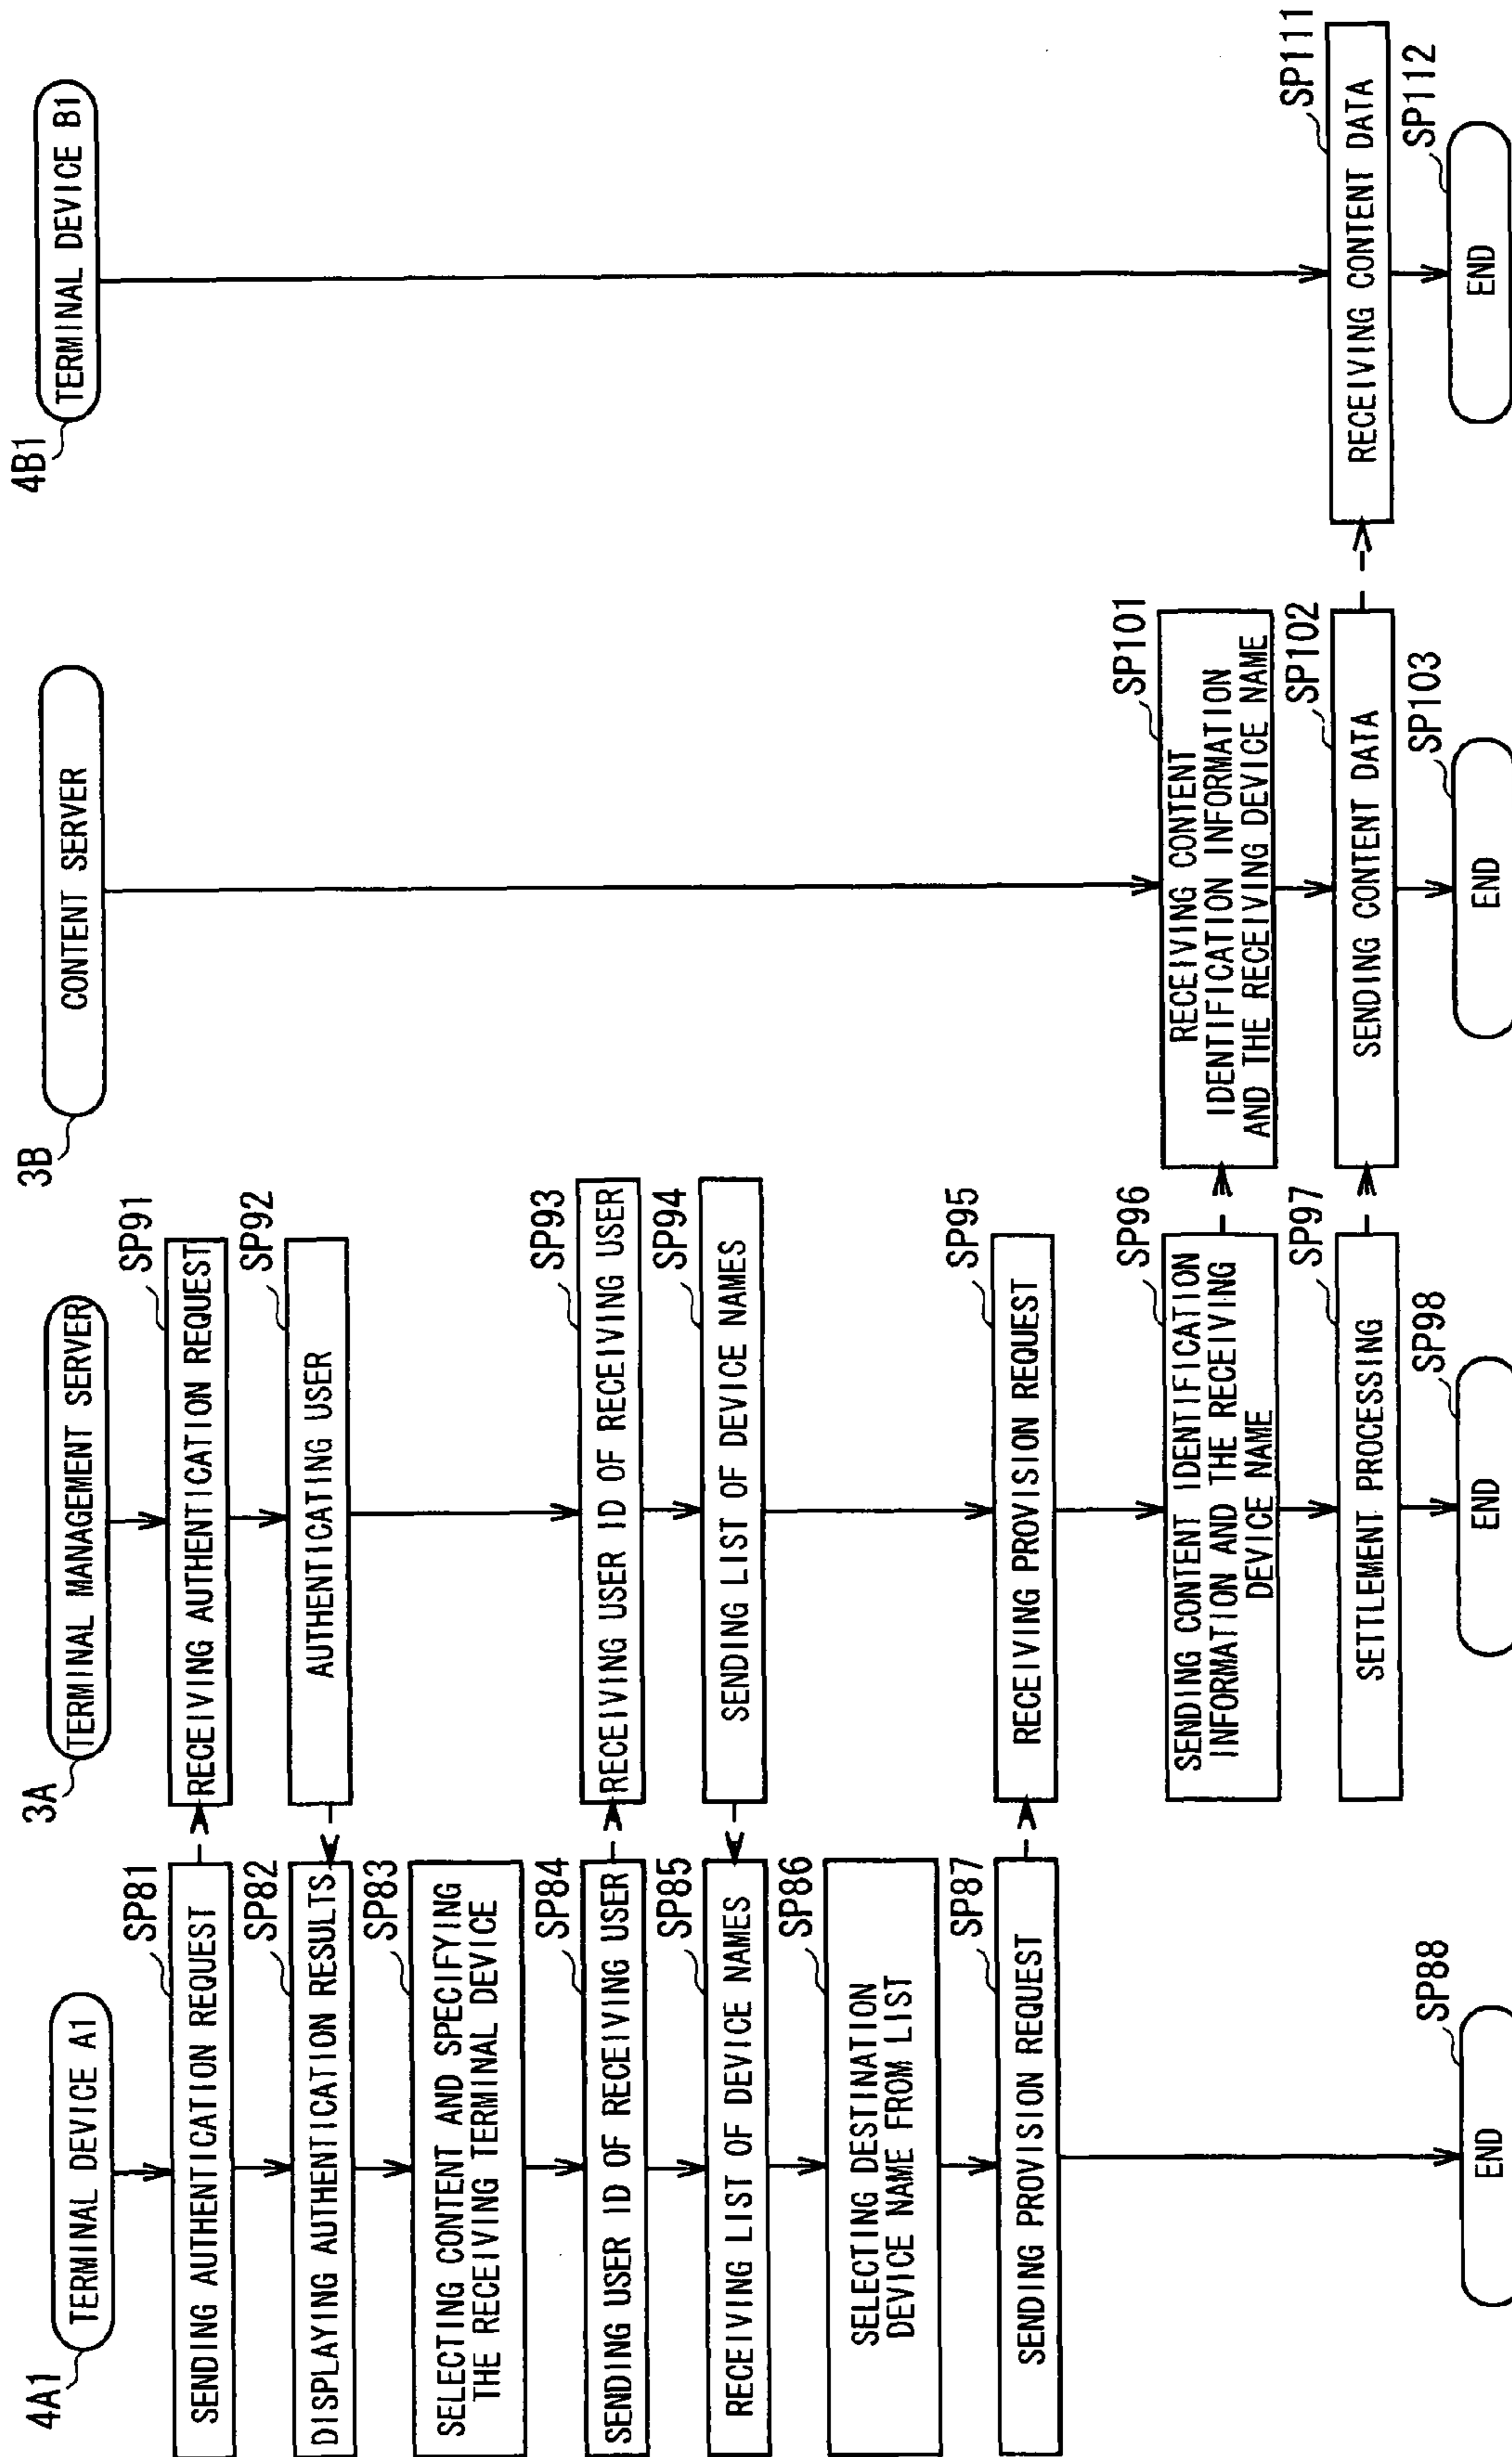 4A1
TERMINAL DEVICE A1
SP81
SENDING AUTHENTICATION REQUEST
SP82
DISPLAYING AUTHENTICATION RESULTS
SP83
SELECTING CONTENT AND SPECIFYING
THE RECEIVING TERMINAL DEVICE
SP84
SENDING USER ID OF RECEIVING USER
SP85
RECEIVING LIST OF DEVICE NAMES
SP86
SELECTING DESTINATION
DEVICE NAME FROM LIST
SP87
SENDING PROVISION REQUEST
SP88
END
3A
TERMINAL MANAGEMENT SERVER
SP91
RECEIVING AUTHENTICATION REQUEST
SP92
AUTHENTICATING USER
SP93
RECEIVING USER ID OF RECEIVING USER
SP94
SENDING LIST OF DEVICE NAMES
SP95
RECEIVING PROVISION REQUEST
SP96
SENDING CONTENT IDENTIFICATION
INFORMATION AND THE RECEIVING
DEVICE NAME
SP97
SETTLEMENT PROCESSING
SP98
END
3B
CONTENT SERVER
SP101
RECEIVING CONTENT
IDENTIFICATION INFORMATION
AND THE RECEIVING DEVICE NAME
SP102
SENDING CONTENT DATA
SP103
END
4B1
TERMINAL DEVICE B1
SP111
RECEIVING CONTENT DATA
SP112
END